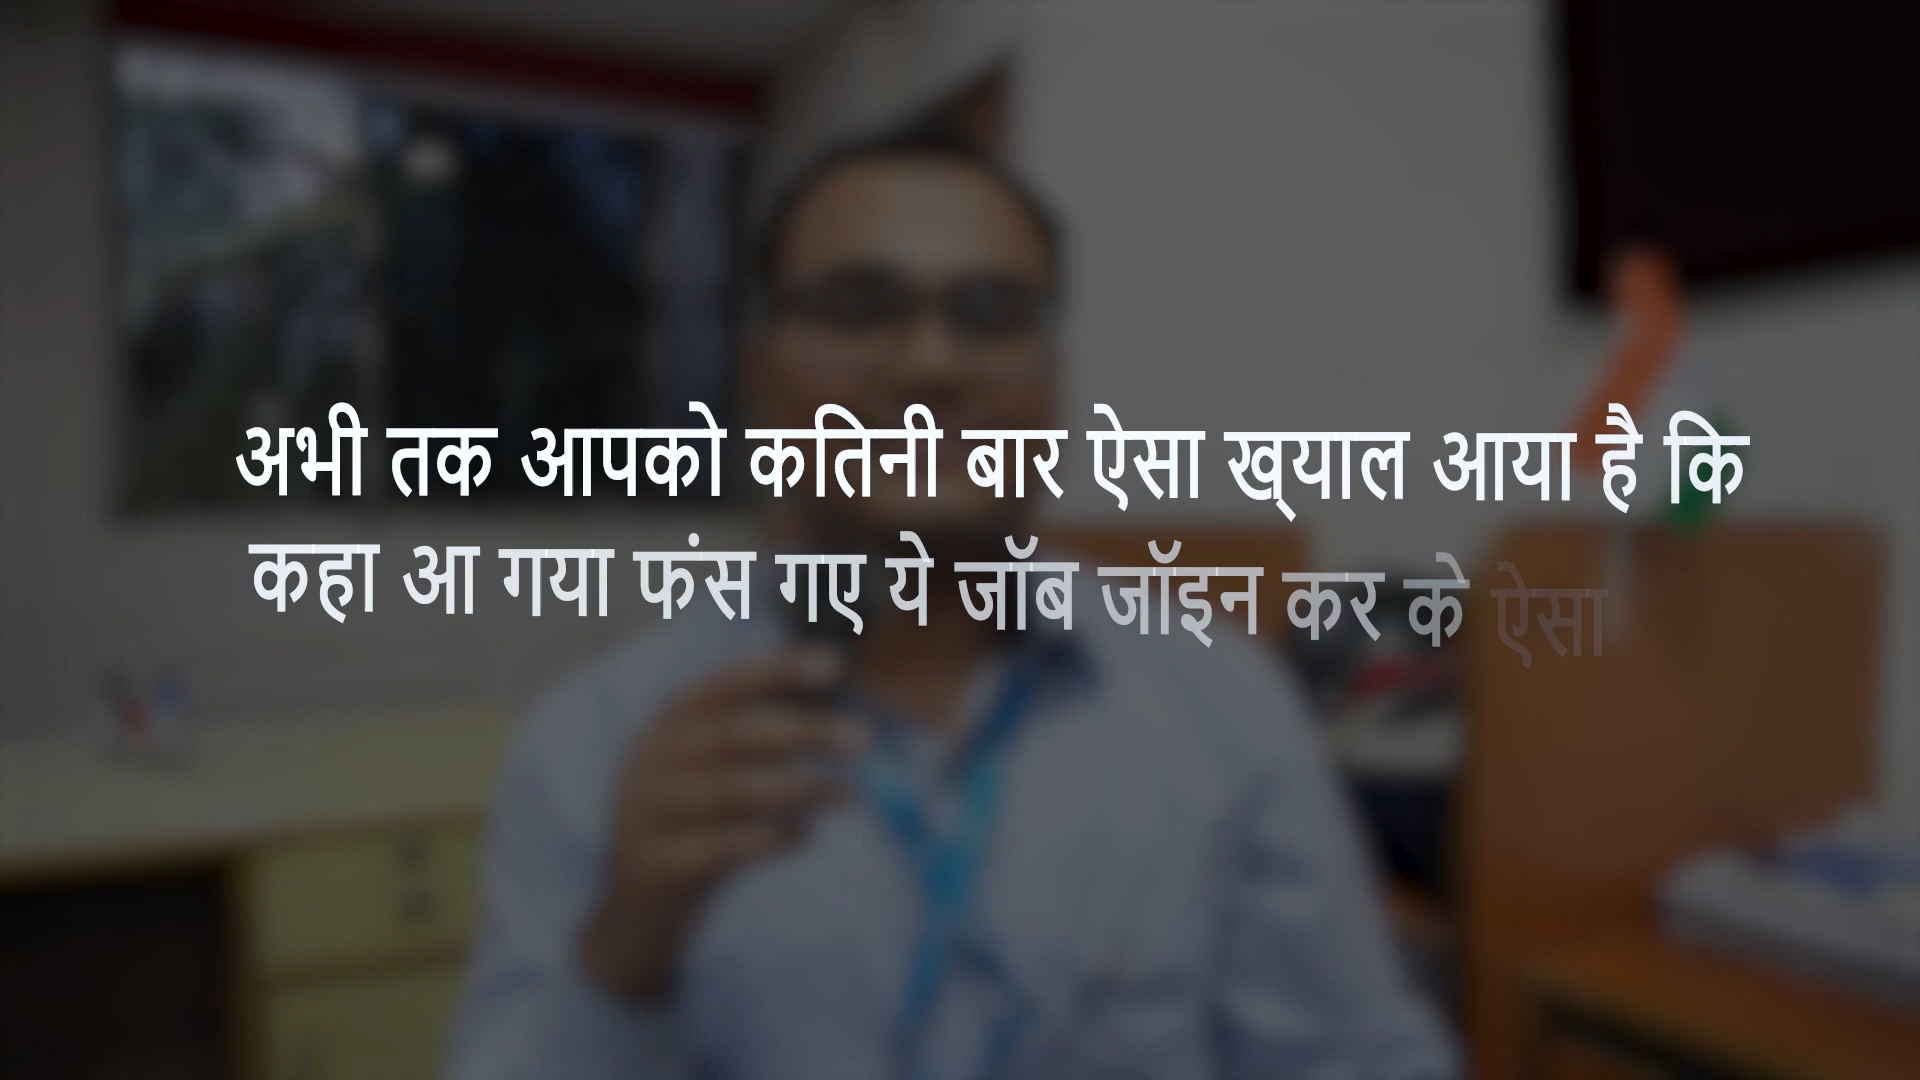 अभी तक आपको कतिनी बार ऐसा ख्‌याल आया है कि
कहा आ गया फंस गए ये जॉब जॉइन कर के ऐसा